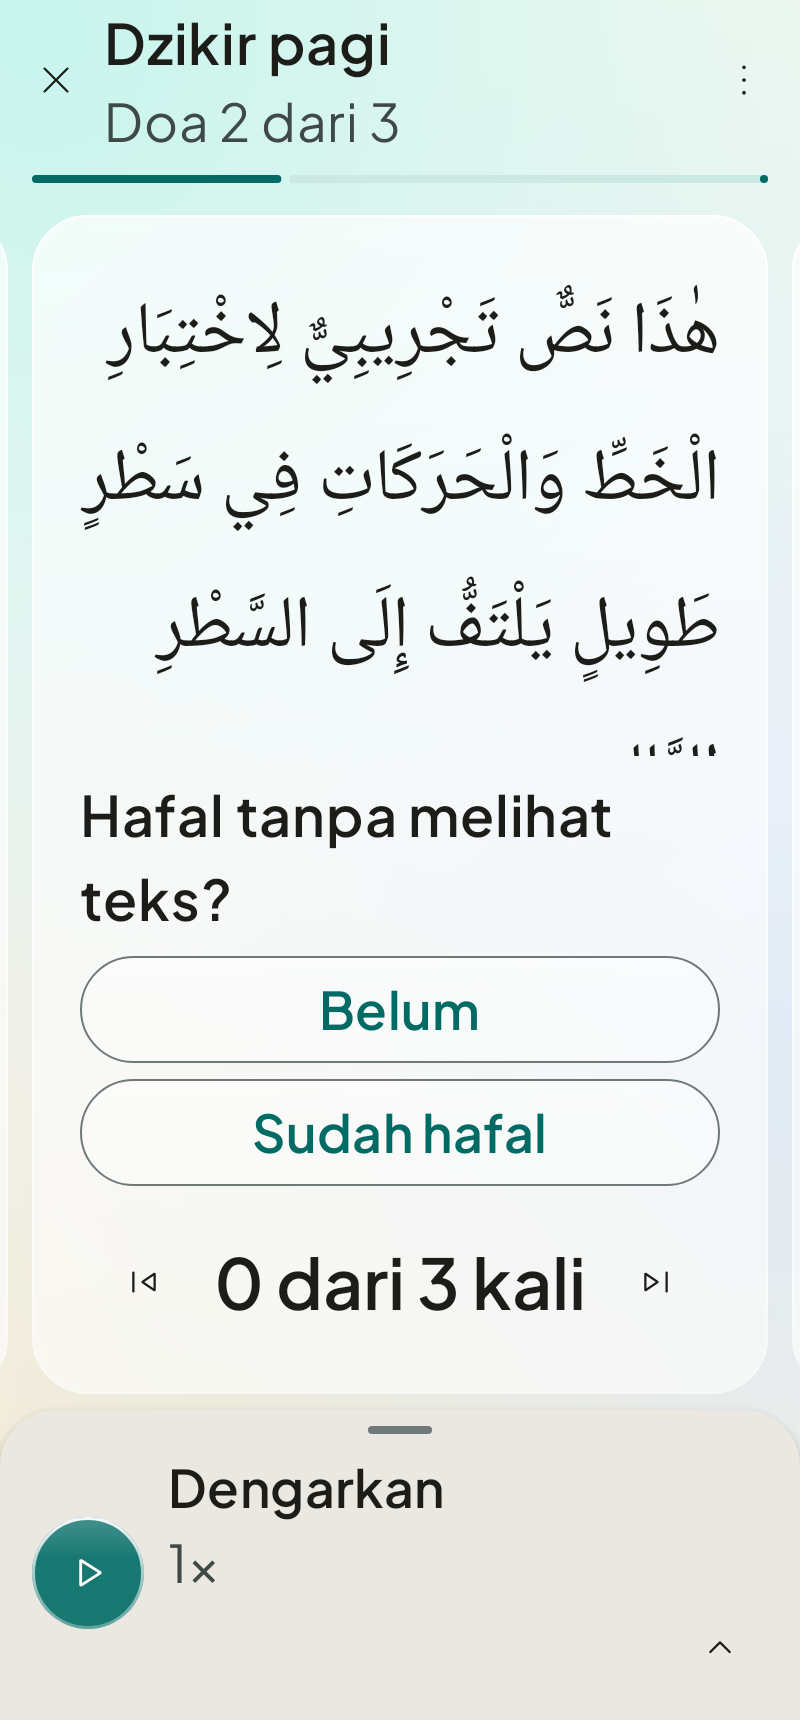 Dzikir pagi
Doa 2 dari 3
هٰذَا نَصٌّ تَجْرِيبِيٌّ لِاخْتِبَارِ
الْخَطِّ وَالْحَرَكَاتِ فِي سَطْرٍ
طَوِيلٍ يَلْتَفُّ إِلَى السَّطْرِ
Hafal tanpa melihat
teks?
Belum
Sudah hafal
0 dari 3 kali
Dengarkan
1×